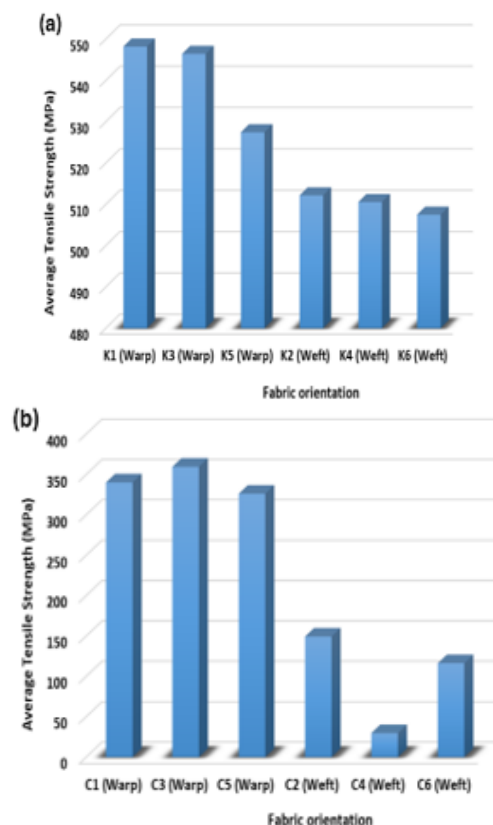 (a)
Average Tensile Strength (MPa)
550
540
530
520
510
500
490
480
K1 (Warp) K3 (Warp) K5 (Warp) K2 (Weft) K4 (Weft) K6 (Weft)
Fabric orientation
(b)
Average Tensile Strength (MPa)
400
350
300
250
200
150
100
50
0
C1 (Warp) C3 (Warp) C5 (Warp) C2 (Weft) C4 (Weft) C6 (Weft)
Fabric orientation